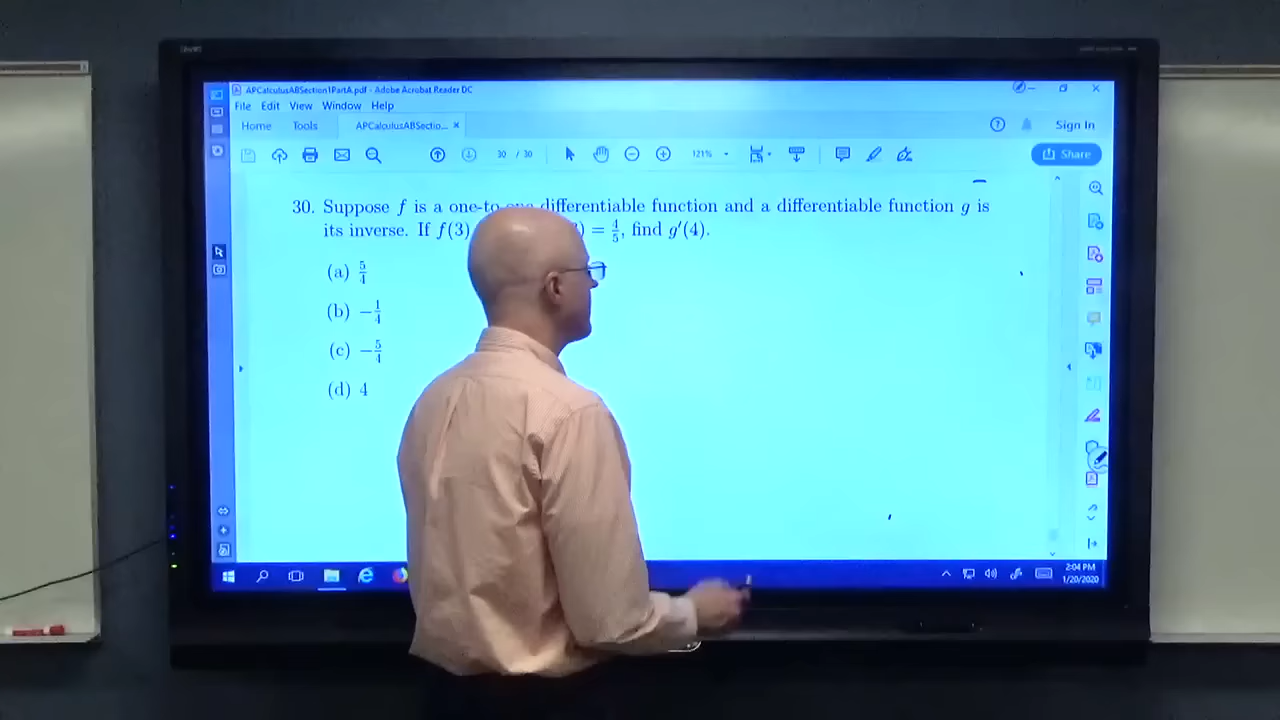 APCalculusABSection1PartA.pdf - Adobe Acrobat Reader DC
File Edit View Window Help
Home Tools APCalculusABSectio... × Sign In
30 / 30 121% Share
30. Suppose f is a one-to one differentiable function and a differentiable function g is
its inverse. If f(3) ) = 4/5, find g′(4).
(a) 5/4
(b) −1/4
(c) −5/4
(d) 4
2:04 PM
1/20/2020